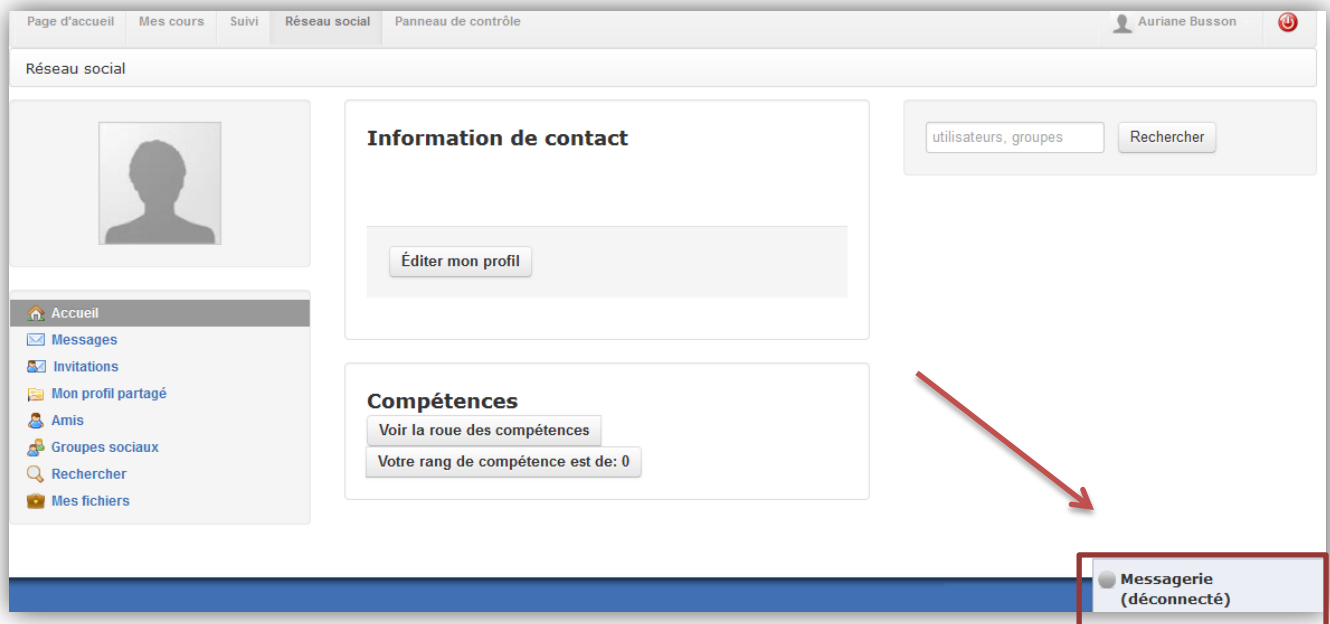 Page d'accueil Mes cours Suivi Réseau social Panneau de contrôle Auriane Busson
Réseau social
Information de contact
utilisateurs, groupes Rechercher
Éditer mon profil
Accueil
Messages
Invitations
Mon profil partagé
Amis
Groupes sociaux
Rechercher
Mes fichiers
Compétences
Voir la roue des compétences
Votre rang de compétence est de: 0
Messagerie
(déconnecté)